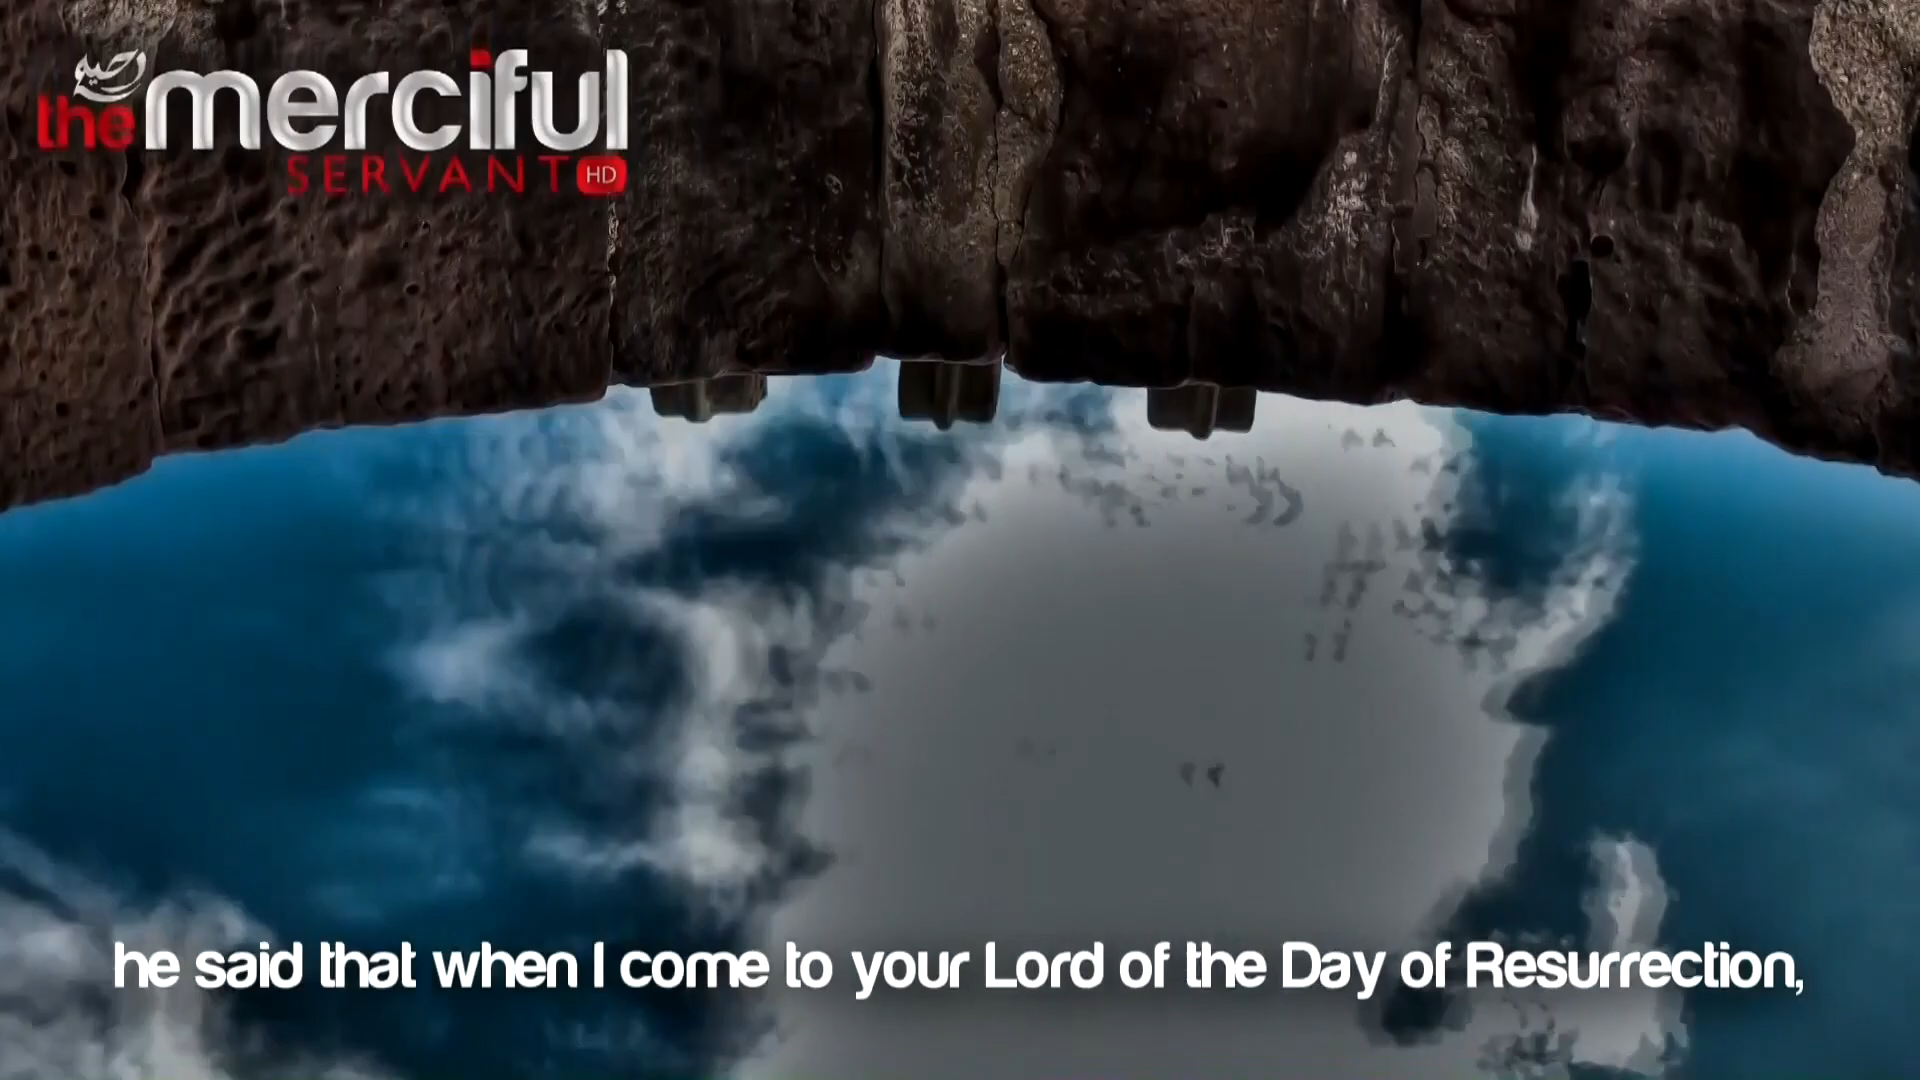 the merciful
SERVANT HD
he said that when I come to your Lord of the Day of Resurrection,